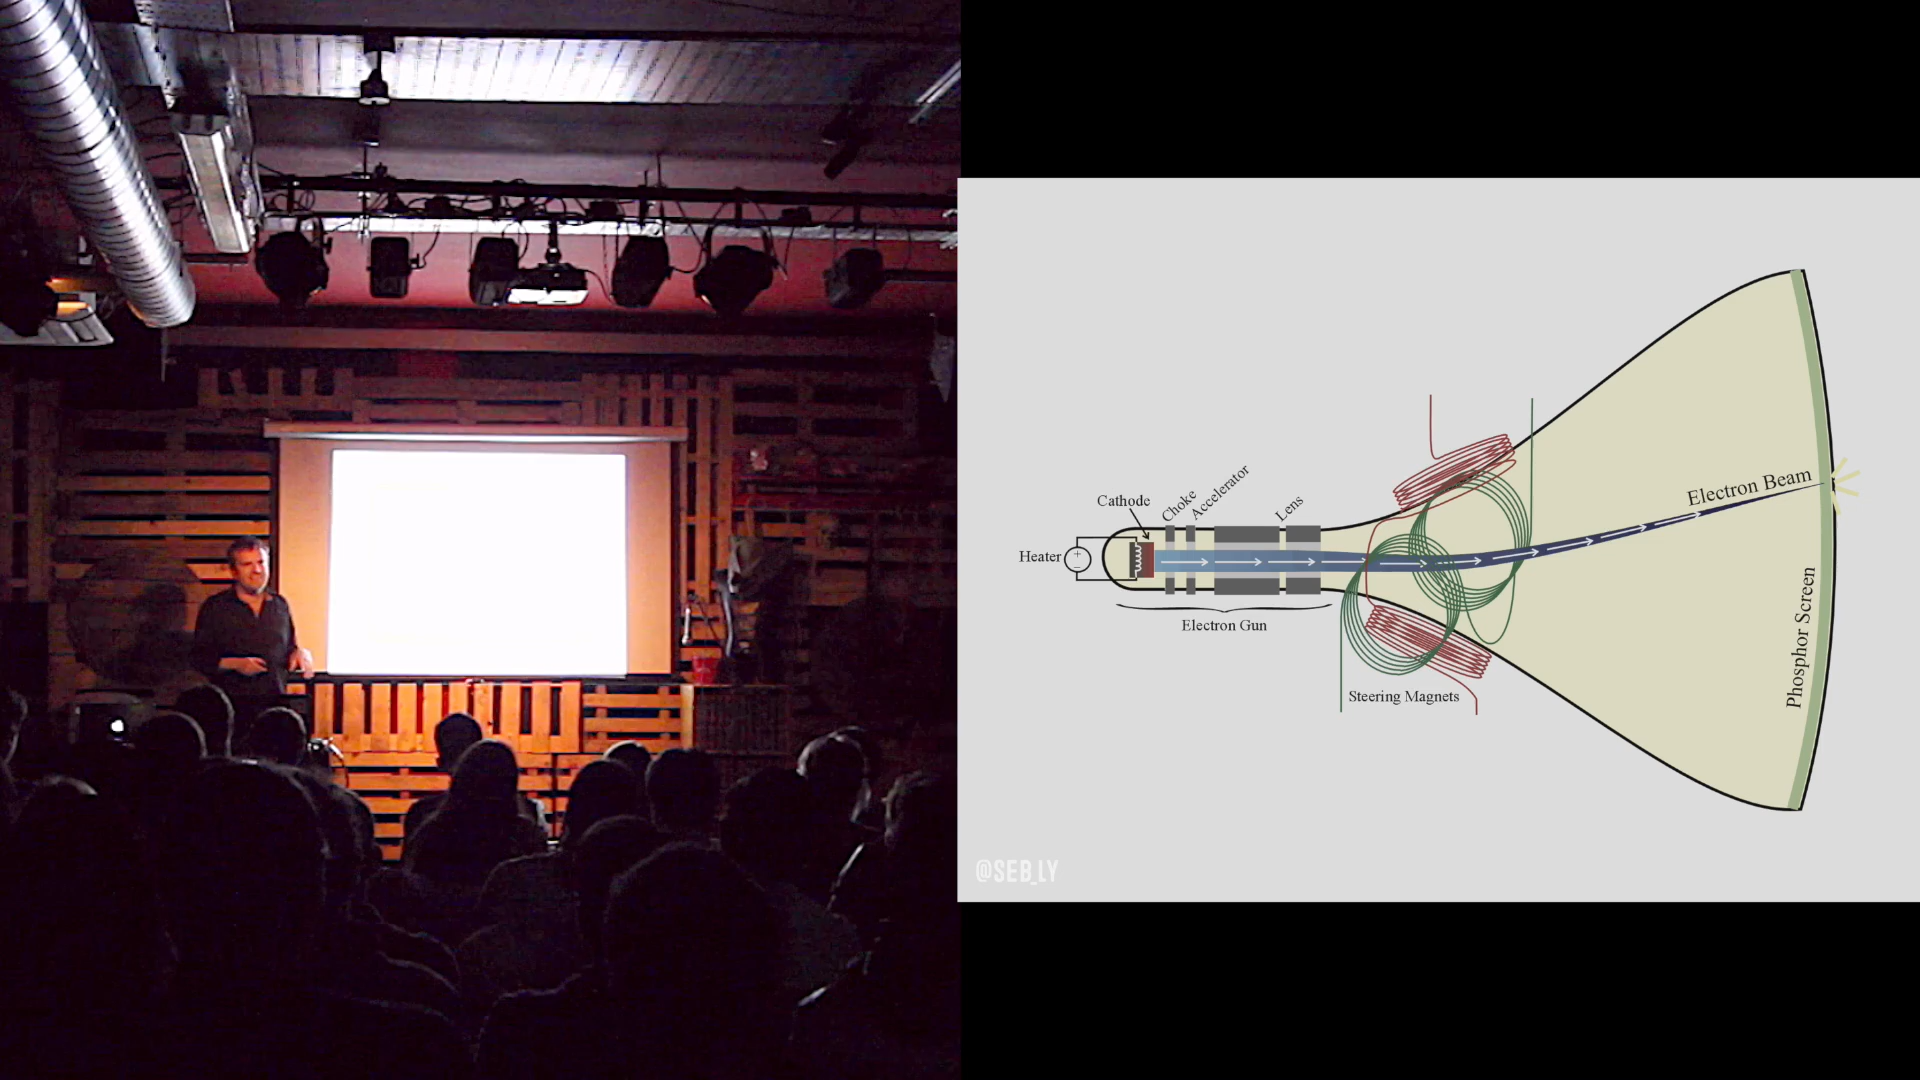 Cathode
Choke
Accelerator
Lens
Heater
+
−
Electron Gun
Steering Magnets
Electron Beam
Phosphor Screen
@SEB_LY